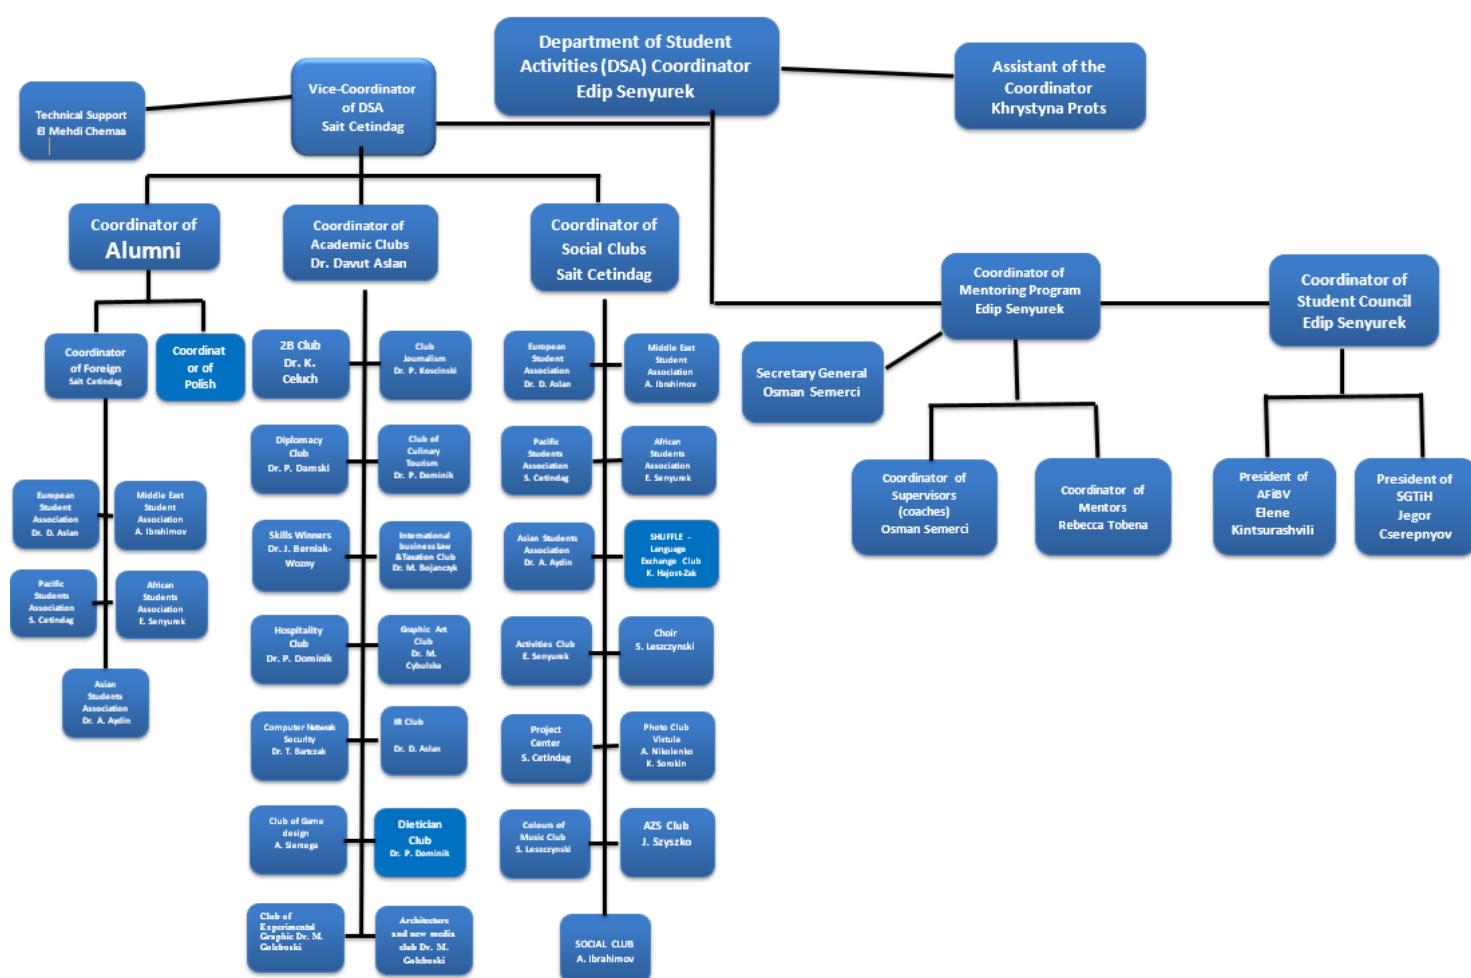 Department of Student
Activities (DSA) Coordinator
Edip Senyurek
Assistant of the
Coordinator
Khrystyna Prots
Vice-Coordinator
of DSA
Sait Cetindag
Technical Support
El Mehdi Chemaa
Coordinator of
Alumni
Coordinator of
Academic Clubs
Dr. Davut Aslan
Coordinator of
Social Clubs
Sait Cetindag
Coordinator of
Mentoring Program
Edip Senyurek
Coordinator of
Student Council
Edip Senyurek
Coordinator
of Foreign
Sait Cetindag
Coordinat
or of
Polish
European
Student
Association
Dr. D. Aslan
Middle East
Student
Association
A. Ibrahimov
Pacific
Students
Association
S. Cetindag
African
Students
Association
E. Senyurek
Asian
Students
Association
Dr. A. Aydin
2B Club
Dr. K.
Celuch
Club
Journalism
Dr. P. Koscinski
Diplomacy
Club
Dr. P. Damski
Club of
Culinary
Tourism
Dr. P. Dominik
Skills Winners
Dr. J. Berniak-
Wozny
International
business law
&Taxation Club
Dr. M. Bojanczyk
Hospitality
Club
Dr. P. Dominik
Graphic Art
Club
Dr. M.
Cybulska
Computer Network
Security
Dr. T. Bartczak
IR Club
Dr. D. Aslan
Club of Game
design
A. Sierzega
Dietician
Club
Dr. P. Dominik
Club of
Experimental
Graphic Dr. M.
Goleboski
Architecture
and new media
club Dr. M.
Goleboski
European
Student
Association
Dr. D. Aslan
Middle East
Student
Association
A. Ibrahimov
Pacific
Students
Association
S. Cetindag
African
Students
Association
E. Senyurek
Asian Students
Association
Dr. A. Aydin
SHUFFLE –
Language
Exchange Club
K. Hajost-Zak
Activities Club
E. Senyurek
Choir
S. Leszczynski
Project
Center
S. Cetindag
Photo Club
Vistula
A. Nikolenko
K. Sorokin
Colours of
Music Club
S. Leszczynski
AZS Club
J. Szyszko
SOCIAL CLUB
A. Ibrahimov
Secretary General
Osman Semerci
Coordinator of
Supervisors
(coaches)
Osman Semerci
Coordinator of
Mentors
Rebecca Tobena
President of
AFiBV
Elene
Kintsurashvili
President of
SGTiH
Jegor
Cserepnyov